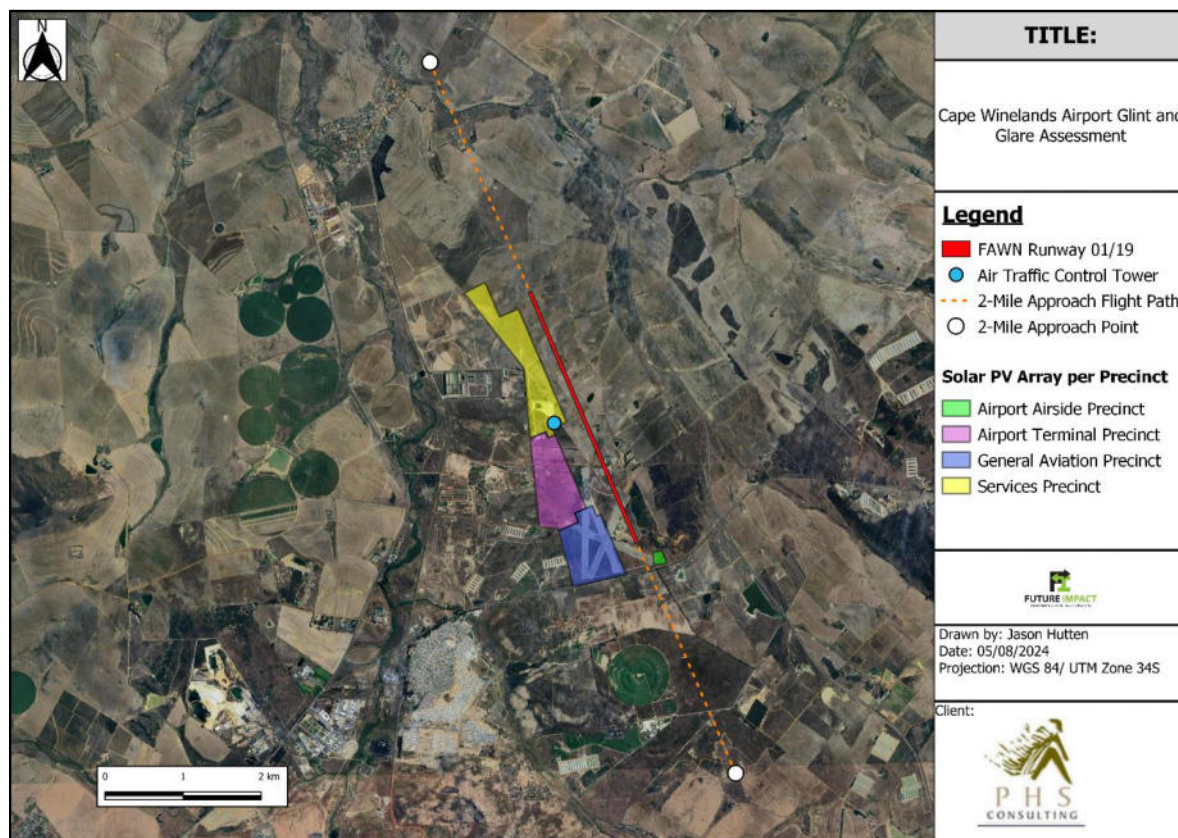 N
TITLE:
Cape Winelands Airport Glint and
Glare Assessment
Legend
FAWN Runway 01/19
Air Traffic Control Tower
2-Mile Approach Flight Path
2-Mile Approach Point
Solar PV Array per Precinct
Airport Airside Precinct
Airport Terminal Precinct
General Aviation Precinct
Services Precinct
FUTURE IMPACT
Drawn by: Jason Hutten
Date: 05/08/2024
Projection: WGS 84/ UTM Zone 34S
Client:
PHS
CONSULTING
0 1 2 km